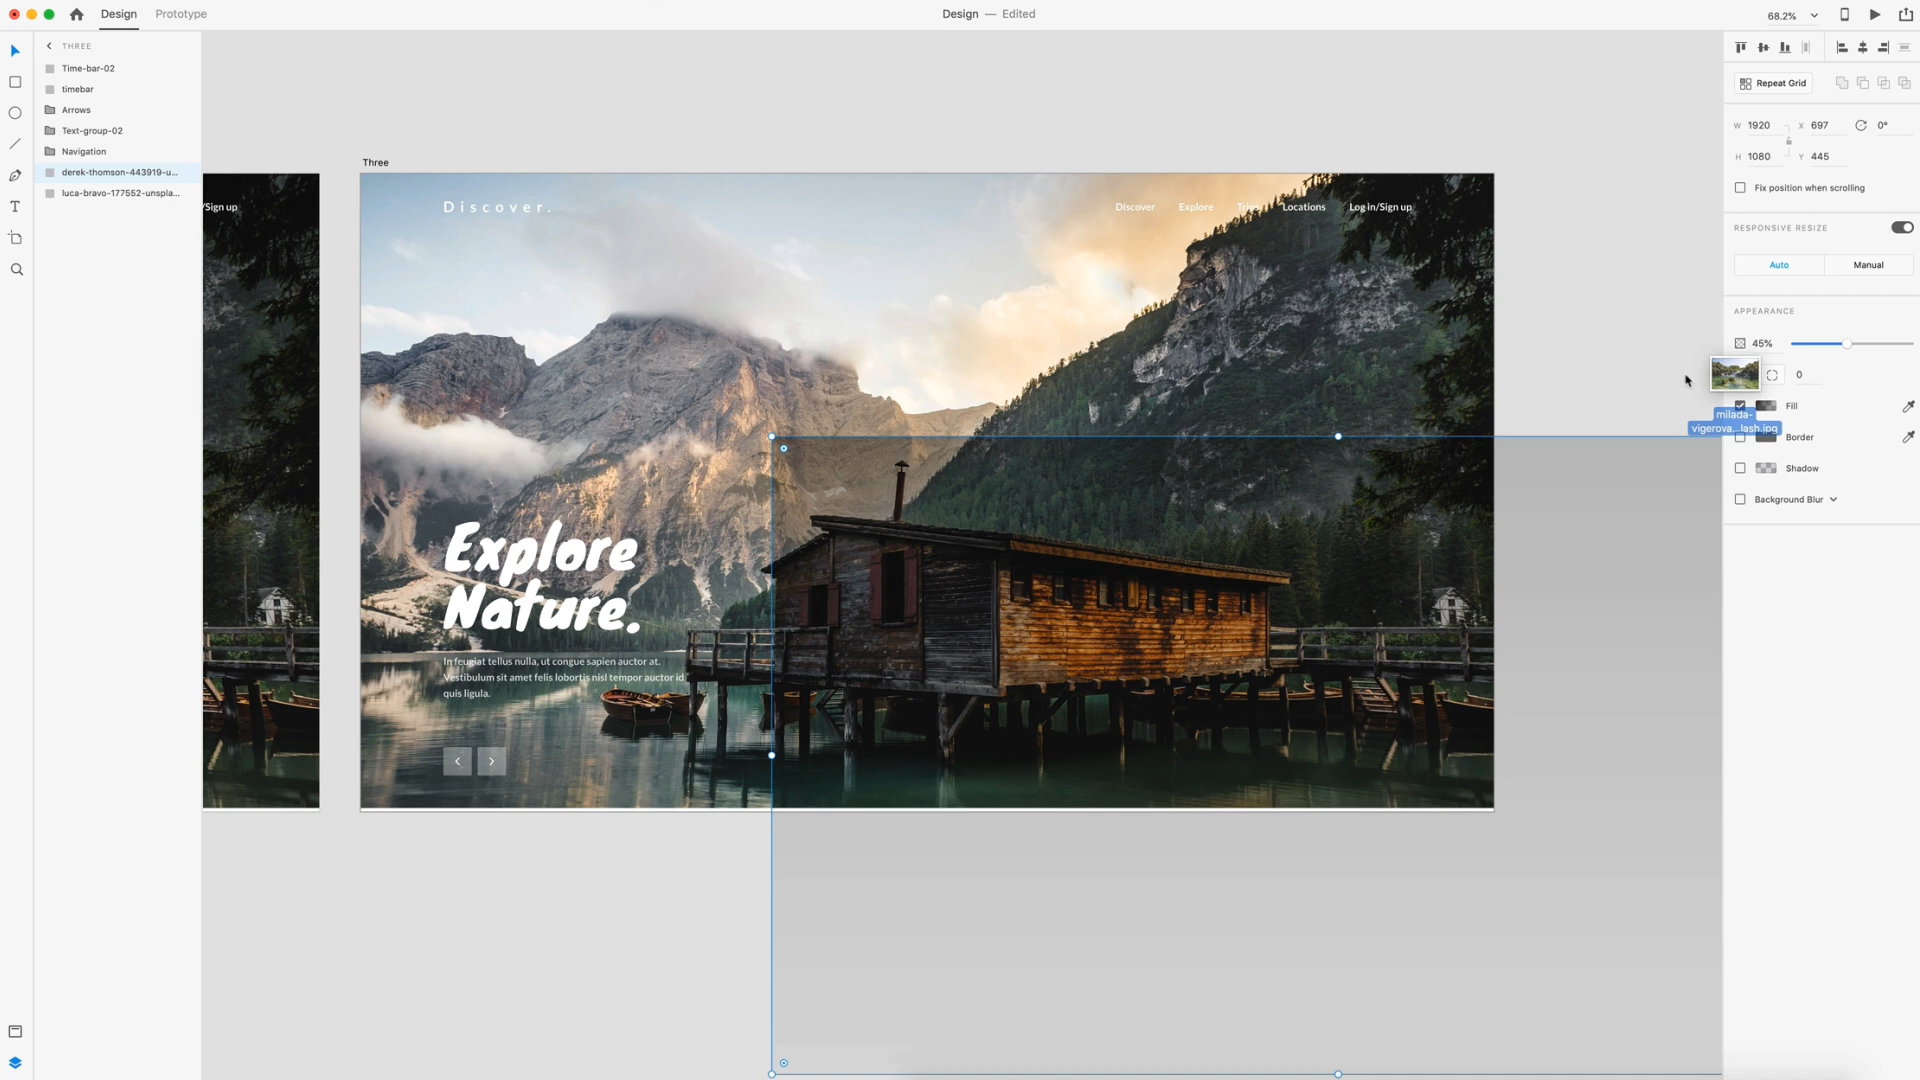 Design
Prototype
Design — Edited
68.2%
THREE
Time-bar-02
timebar
Arrows
Text-group-02
Navigation
derek-thomson-443919-u...
luca-bravo-177552-unspla...
/Sign up
Three
Discover.
Discover
Explore
Trips
Locations
Log in/Sign up
Explore
Nature.
In feugiat tellus nulla, ut congue sapien auctor at.
Vestibulum sit amet felis lobortis nisl tempor auctor id
quis ligula.
Repeat Grid
W 1920
X 697
0°
H 1080
Y 445
Fix position when scrolling
RESPONSIVE RESIZE
Auto
Manual
APPEARANCE
45%
0
Fill
milada-
vigerova...lash.jpg
Border
Shadow
Background Blur